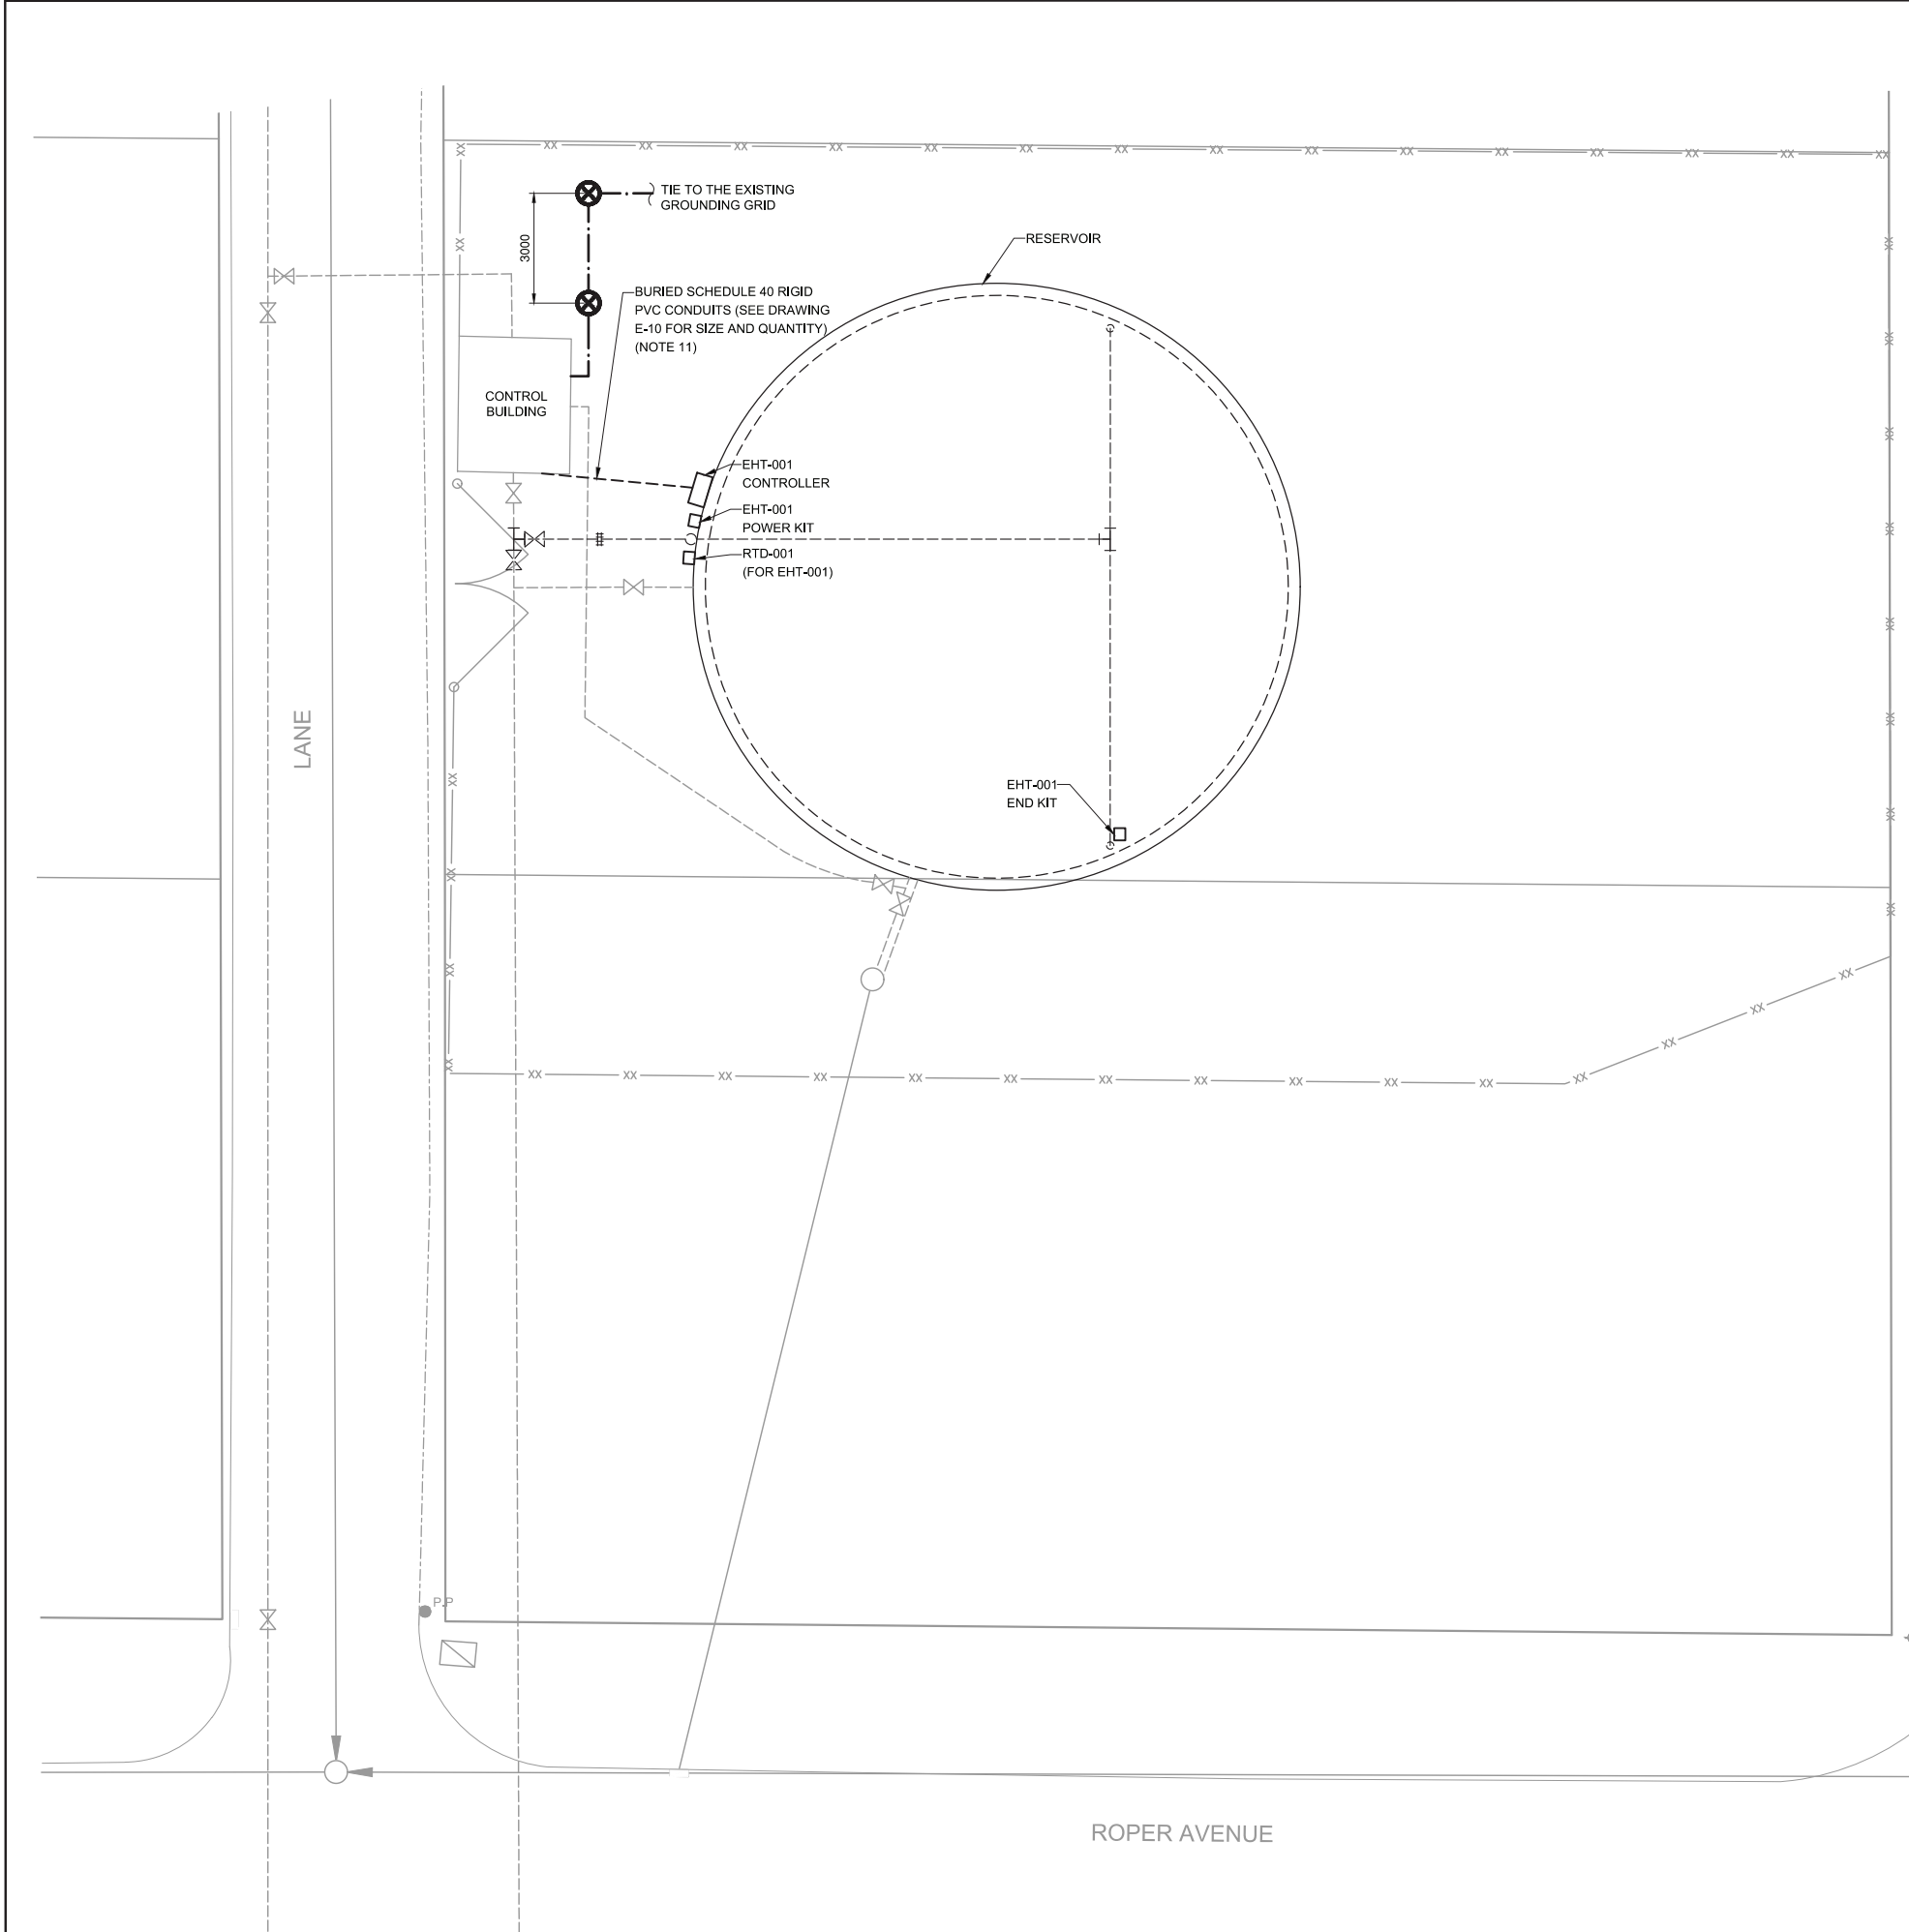 TIE TO THE EXISTING
GROUNDING GRID
3000
RESERVOIR
BURIED SCHEDULE 40 RIGID
PVC CONDUITS (SEE DRAWING
E-10 FOR SIZE AND QUANTITY)
(NOTE 11)
CONTROL
BUILDING
EHT-001
CONTROLLER
EHT-001
POWER KIT
RTD-001
(FOR EHT-001)
LANE
EHT-001
END KIT
P.P
ROPER AVENUE